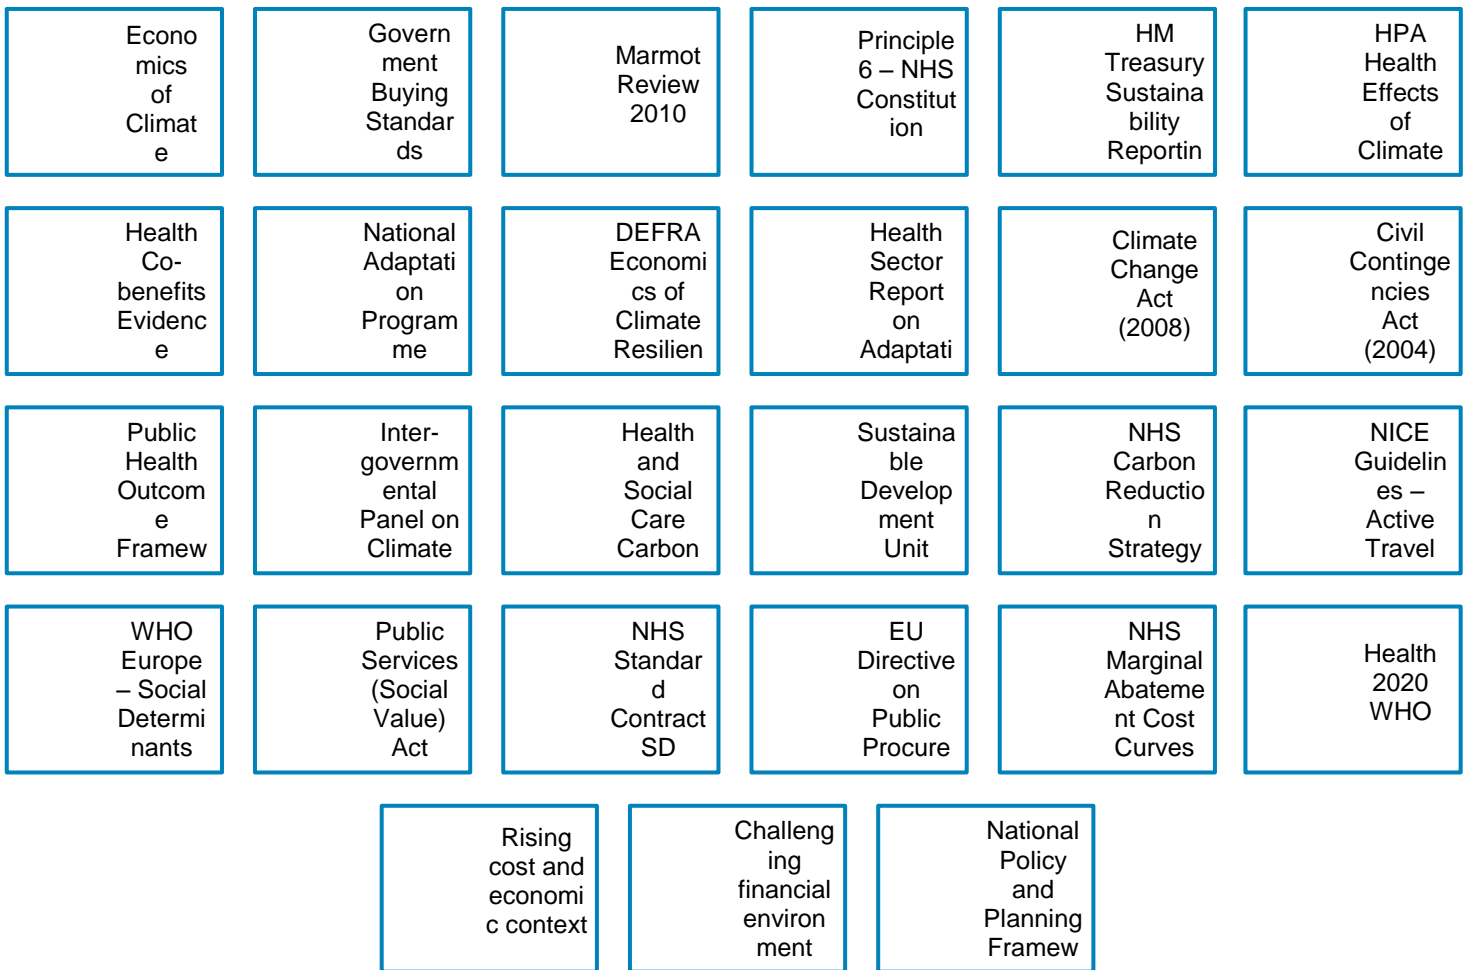 Econo
mics
of
Climat
e
Govern
ment
Buying
Standar
ds
Marmot
Review
2010
Principle
6 – NHS
Constitut
ion
HM
Treasury
Sustaina
bility
Reportin
HPA
Health
Effects
of
Climate
Health
Co-
benefits
Evidenc
e
National
Adaptati
on
Program
me
DEFRA
Economi
cs of
Climate
Resilien
Health
Sector
Report
on
Adaptati
Climate
Change
Act
(2008)
Civil
Continge
ncies
Act
(2004)
Public
Health
Outcom
e
Framew
Inter-
governm
ental
Panel on
Climate
Health
and
Social
Care
Carbon
Sustaina
ble
Develop
ment
Unit
NHS
Carbon
Reductio
n
Strategy
NICE
Guidelin
es –
Active
Travel
WHO
Europe
– Social
Determi
nants
Public
Services
(Social
Value)
Act
NHS
Standar
d
Contract
SD
EU
Directive
on
Public
Procure
NHS
Marginal
Abateme
nt Cost
Curves
Health
2020
WHO
Rising
cost and
economi
c context
Challeng
ing
financial
environ
ment
National
Policy
and
Planning
Framew